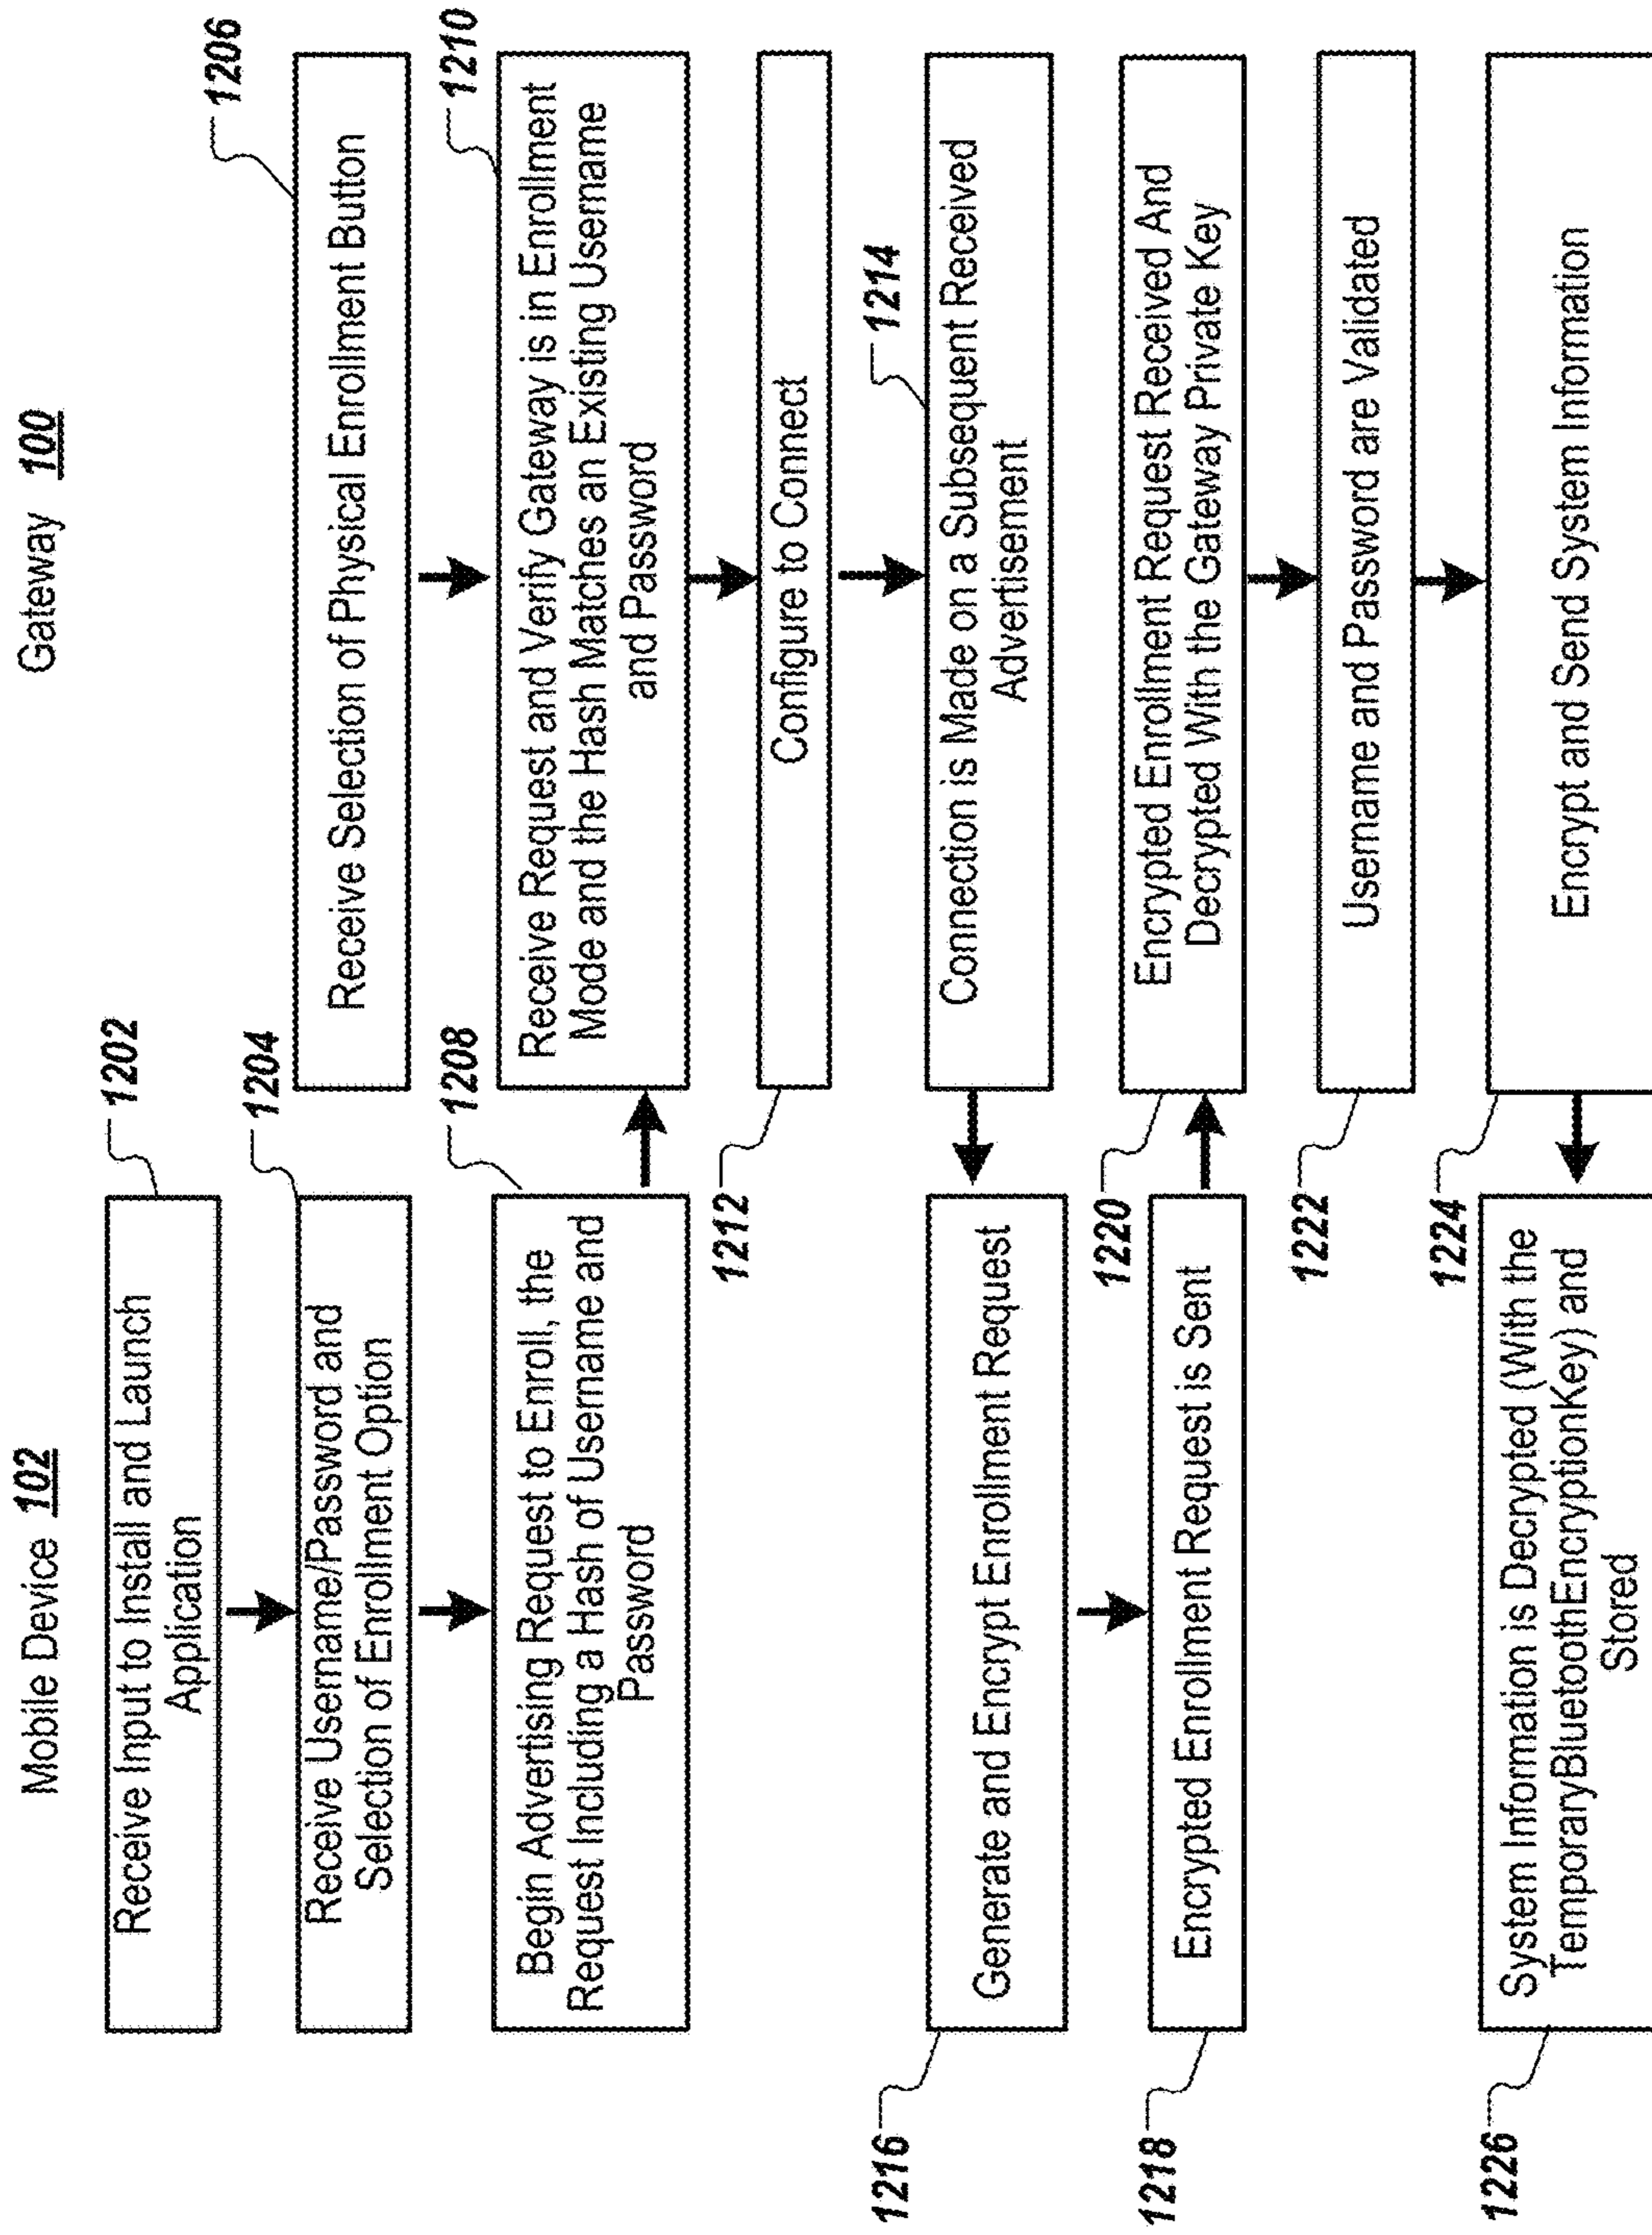 Mobile Device 102
Gateway 100
1202
Receive Input to Install and Launch
Application
1204
Receive Username/Password and
Selection of Enrollment Option
1206
Receive Selection of Physical Enrollment Button
1208
Begin Advertising Request to Enroll, the
Request Including a Hash of Username and
Password
1210
Receive Request and Verify Gateway is in Enrollment
Mode and the Hash Matches an Existing Username
and Password
1212
Configure to Connect
1214
Connection is Made on a Subsequent Received
Advertisement
1216
Generate and Encrypt Enrollment Request
1218
Encrypted Enrollment Request is Sent
1220
Encrypted Enrollment Request Received And
Decrypted With the Gateway Private Key
1222
Username and Password are Validated
1224
Encrypt and Send System Information
1226
System Information is Decrypted (With the
TemporaryBluetoothEncryptionKey) and
Stored